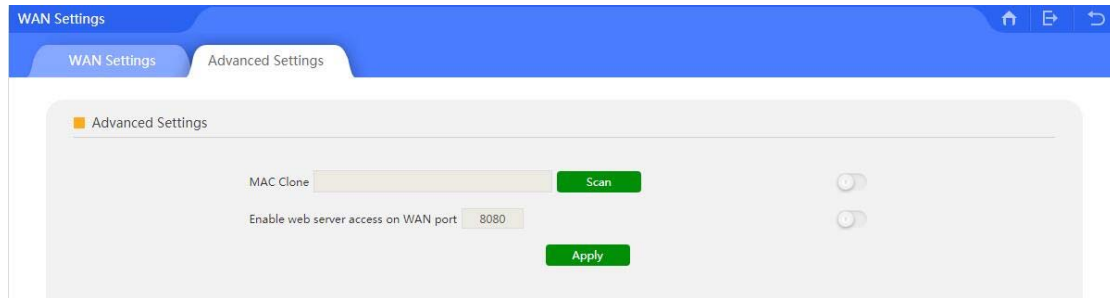 WAN Settings
WAN Settings Advanced Settings
Advanced Settings
MAC Clone Scan
Enable web server access on WAN port 8080
Apply